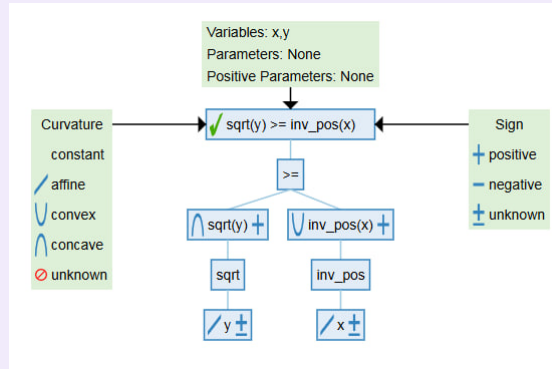 Variables: x,y
Parameters: None
Positive Parameters: None
Curvature
constant
affine
convex
concave
unknown
sqrt(y) >= inv_pos(x)
Sign
positive
negative
unknown
>=
sqrt(y)
inv_pos(x)
sqrt
inv_pos
y
x